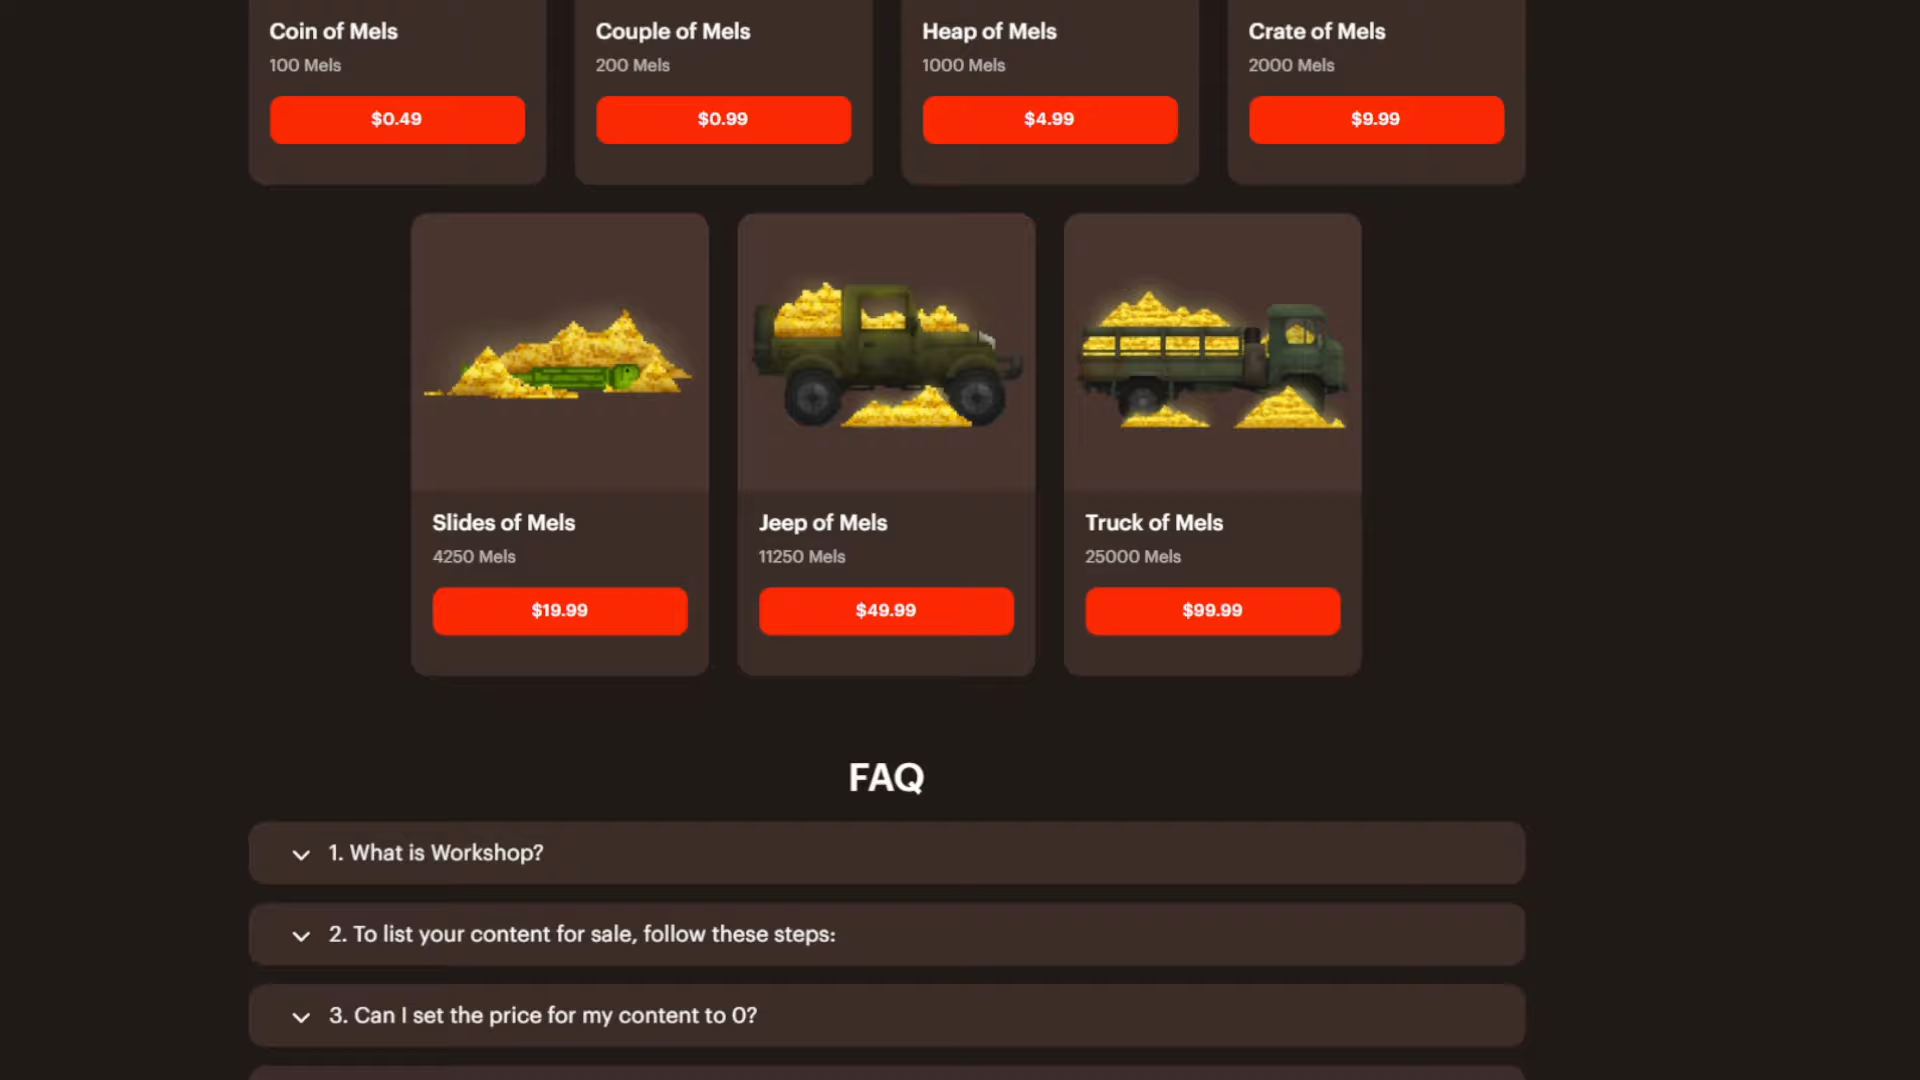 Coin of Mels
100 Mels
$0.49
Couple of Mels
200 Mels
$0.99
Heap of Mels
1000 Mels
$4.99
Crate of Mels
2000 Mels
$9.99
Slides of Mels
4250 Mels
$19.99
Jeep of Mels
11250 Mels
$49.99
Truck of Mels
25000 Mels
$99.99
FAQ
1. What is Workshop?
2. To list your content for sale, follow these steps:
3. Can I set the price for my content to 0?